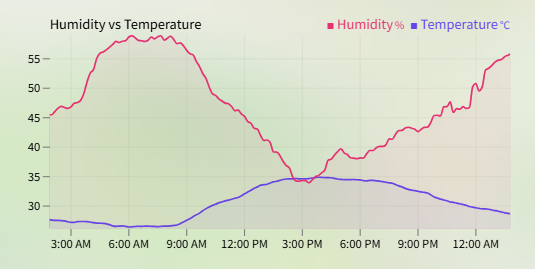 Humidity vs Temperature
■ Humidity % ■ Temperature °C
55
50
45
40
35
30
3:00 AM 6:00 AM 9:00 AM 12:00 PM 3:00 PM 6:00 PM 9:00 PM 12:00 AM